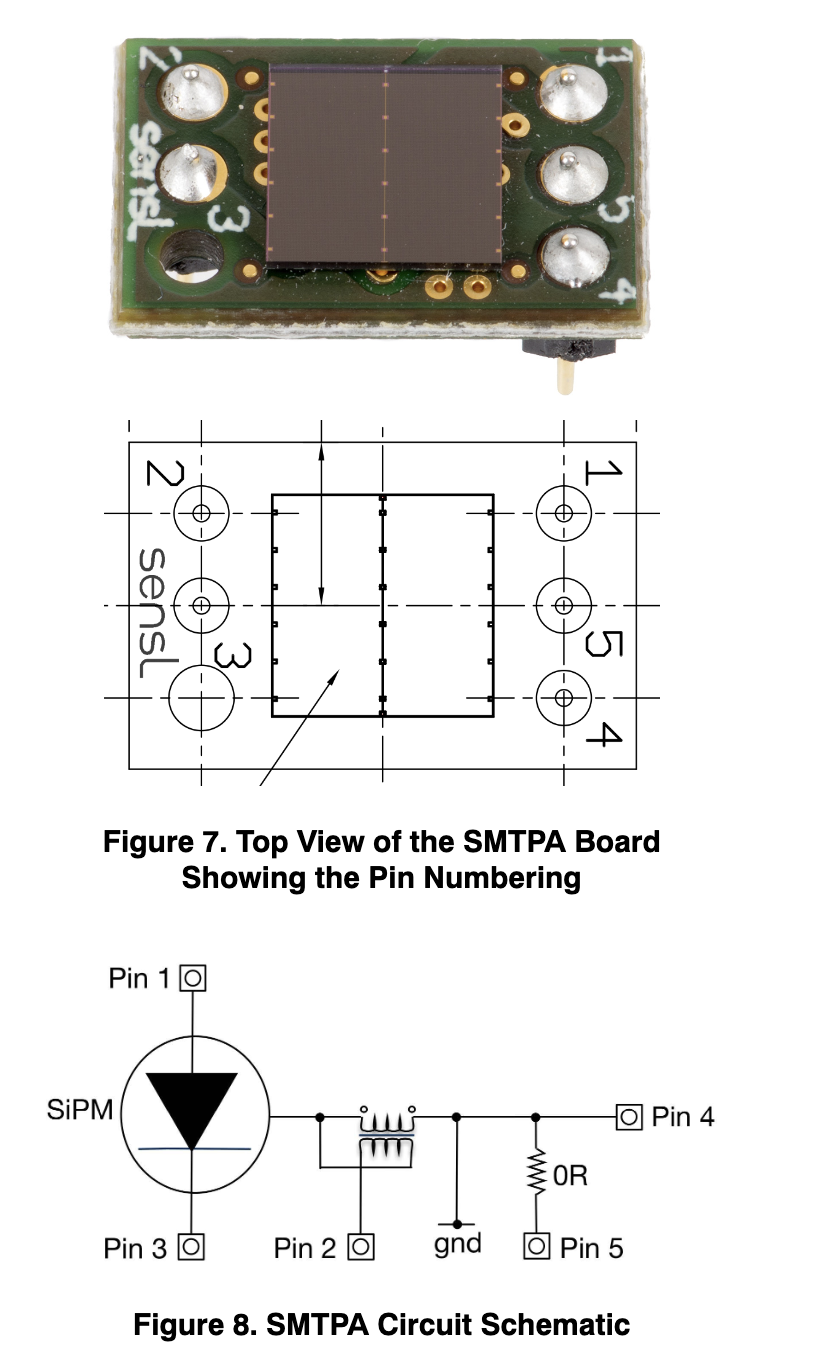 2
1
sensL
3
5
4
2
1
sensL
3
5
4
Figure 7. Top View of the SMTPA Board
Showing the Pin Numbering
Pin 1
SiPM
Pin 4
0R
Pin 3
Pin 2
gnd
Pin 5
Figure 8. SMTPA Circuit Schematic